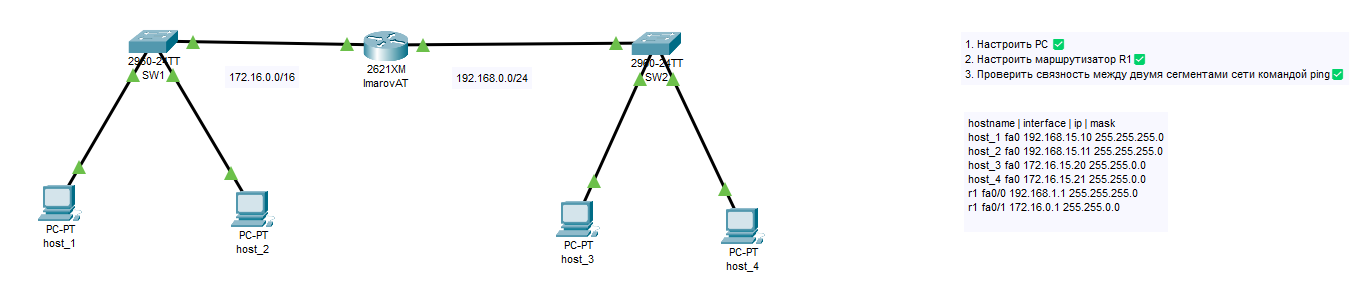 1. Настроить PC ✅
2. Настроить маршрутизатор R1 ✅
3. Проверить связность между двумя сегментами сети командой ping ✅
2960-24TT
SW1
172.16.0.0/16
2621XM
ImarovAT
192.168.0.0/24
2960-24TT
SW2
hostname | interface | ip | mask
host_1 fa0 192.168.15.10 255.255.255.0
host_2 fa0 192.168.15.11 255.255.255.0
host_3 fa0 172.16.15.20 255.255.0.0
host_4 fa0 172.16.15.21 255.255.0.0
r1 fa0/0 192.168.1.1 255.255.255.0
r1 fa0/1 172.16.0.1 255.255.0.0
PC-PT
host_1
PC-PT
host_2
PC-PT
host_3
PC-PT
host_4